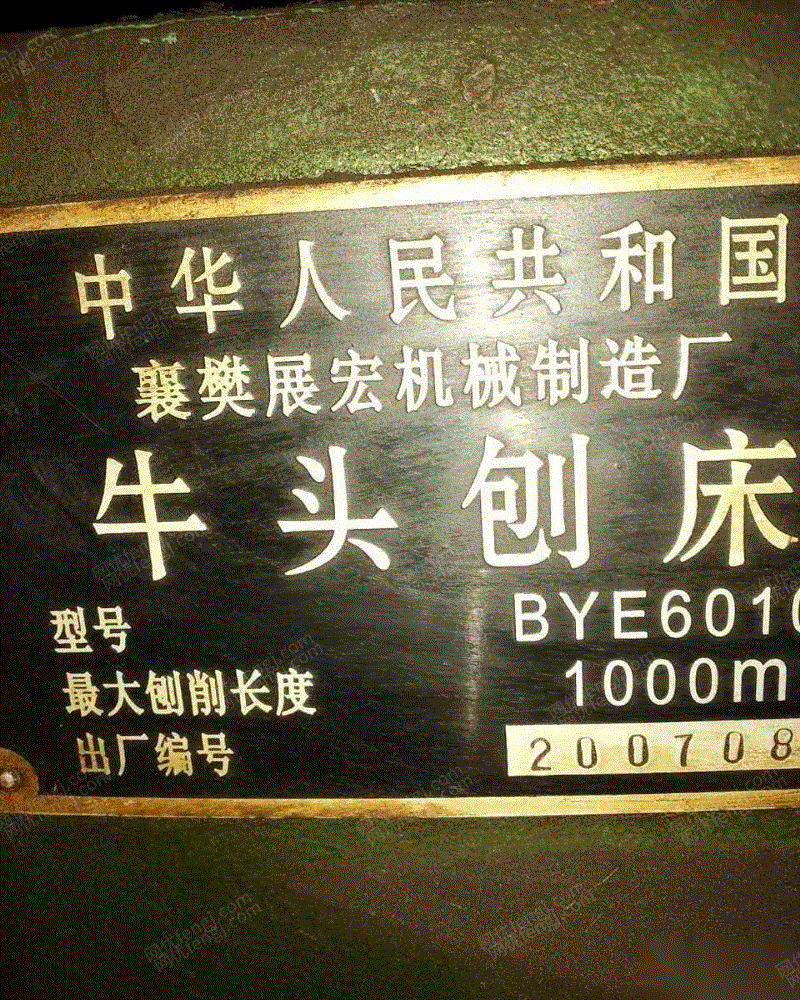 中华人民共和国
襄樊展宏机械制造厂
牛头刨床
型号 BYE6010
最大刨削长度 1000m
出厂编号 200708